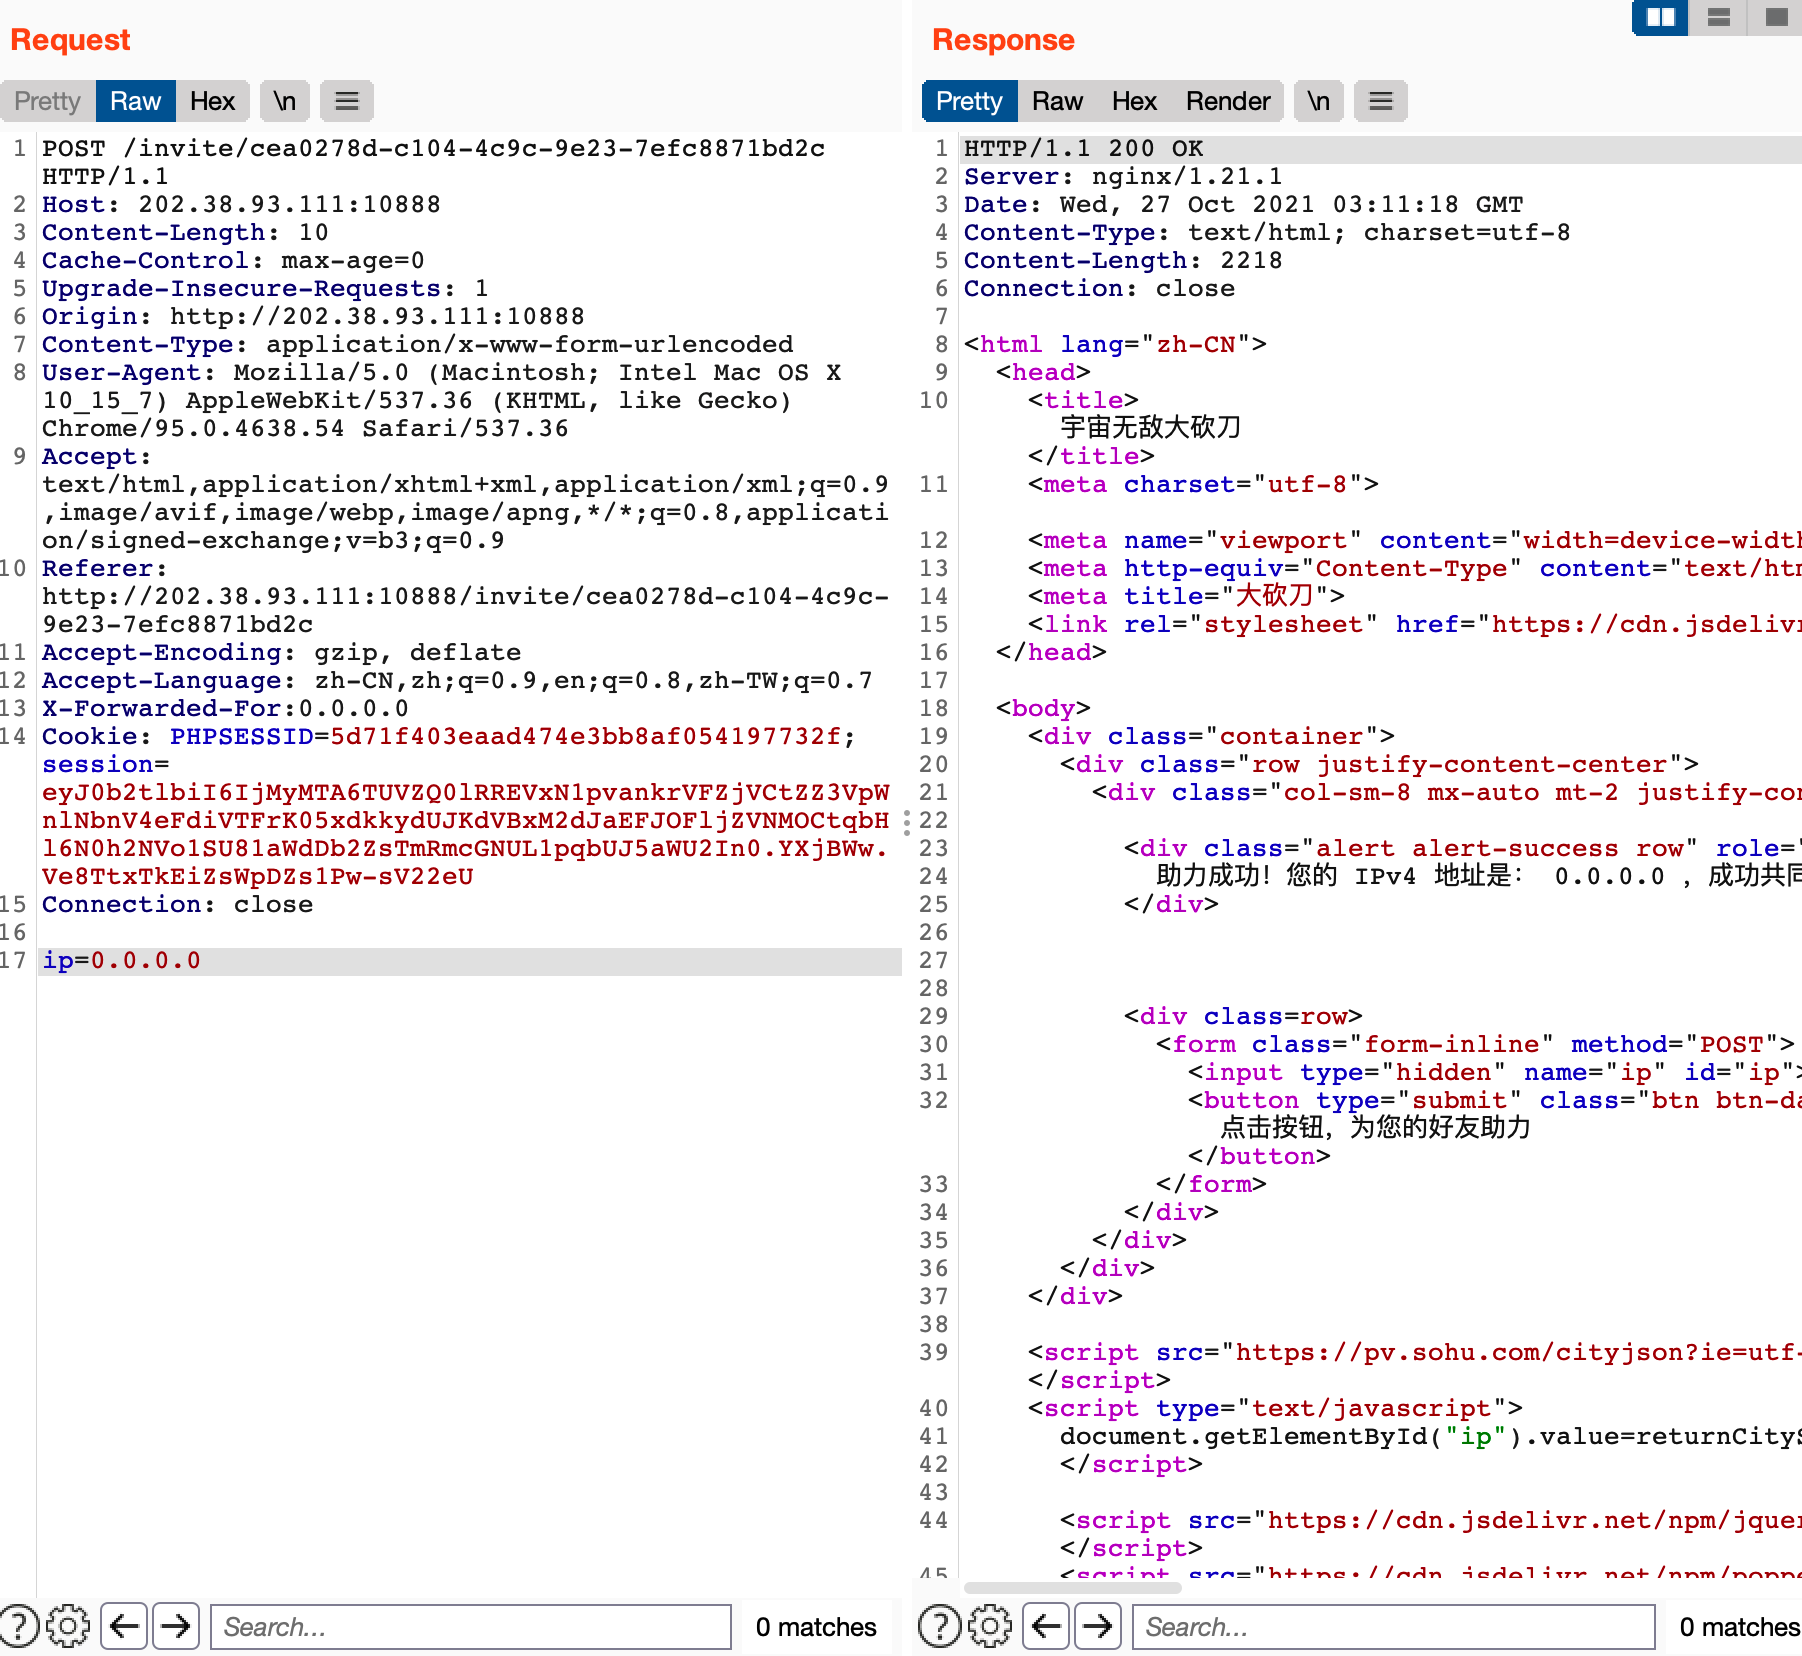 Request
Pretty Raw Hex \n ≡
1 POST /invite/cea0278d-c104-4c9c-9e23-7efc8871bd2c
HTTP/1.1
2 Host: 202.38.93.111:10888
3 Content-Length: 10
4 Cache-Control: max-age=0
5 Upgrade-Insecure-Requests: 1
6 Origin: http://202.38.93.111:10888
7 Content-Type: application/x-www-form-urlencoded
8 User-Agent: Mozilla/5.0 (Macintosh; Intel Mac OS X
10_15_7) AppleWebKit/537.36 (KHTML, like Gecko)
Chrome/95.0.4638.54 Safari/537.36
9 Accept:
text/html,application/xhtml+xml,application/xml;q=0.9
,image/avif,image/webp,image/apng,*/*;q=0.8,applicati
on/signed-exchange;v=b3;q=0.9
10 Referer:
http://202.38.93.111:10888/invite/cea0278d-c104-4c9c-
9e23-7efc8871bd2c
11 Accept-Encoding: gzip, deflate
12 Accept-Language: zh-CN,zh;q=0.9,en;q=0.8,zh-TW;q=0.7
13 X-Forwarded-For:0.0.0.0
14 Cookie: PHPSESSID=5d71f403eaad474e3bb8af054197732f;
session=
eyJ0b2tlbiI6IjMyMTA6TUVZQ0lRREVxN1pvankrVFZjVCtZZ3VpW
nlNbnV4eFdiVTFrK05xdkkydUJKdVBxM2dJaEFJOFljZVNMOCtqbH
l6N0h2NVo1SU81aWdDb2ZsTmRmcGNUL1pqbUJ5aWU2In0.YXjBWw.
Ve8TtxTkEiZsWpDZs1Pw-sV22eU
15 Connection: close
16
17 ip=0.0.0.0
Search...
0 matches
Response
Pretty Raw Hex Render \n ≡
1 HTTP/1.1 200 OK
2 Server: nginx/1.21.1
3 Date: Wed, 27 Oct 2021 03:11:18 GMT
4 Content-Type: text/html; charset=utf-8
5 Content-Length: 2218
6 Connection: close
7
8 <html lang="zh-CN">
9 <head>
10 <title>
宇宙无敌大砍刀
</title>
11 <meta charset="utf-8">
12 <meta name="viewport" content="width=device-width
13 <meta http-equiv="Content-Type" content="text/htm
14 <meta title="大砍刀">
15 <link rel="stylesheet" href="https://cdn.jsdelivr
16 </head>
17
18 <body>
19 <div class="container">
20 <div class="row justify-content-center">
21 <div class="col-sm-8 mx-auto mt-2 justify-con
22
23 <div class="alert alert-success row" role="
24 助力成功！您的 IPv4 地址是： 0.0.0.0 ，成功共同
25 </div>
26
27
28
29 <div class=row>
30 <form class="form-inline" method="POST">
31 <input type="hidden" name="ip" id="ip">
32 <button type="submit" class="btn btn-da
点击按钮，为您的好友助力
</button>
33 </form>
34 </div>
35 </div>
36 </div>
37 </div>
38
39 <script src="https://pv.sohu.com/cityjson?ie=utf-
</script>
40 <script type="text/javascript">
41 document.getElementById("ip").value=returnCityS
42 </script>
43
44 <script src="https://cdn.jsdelivr.net/npm/jquer
</script>
45 <script src="https://cdn.jsdelivr.net/npm/poppe
Search...
0 matches